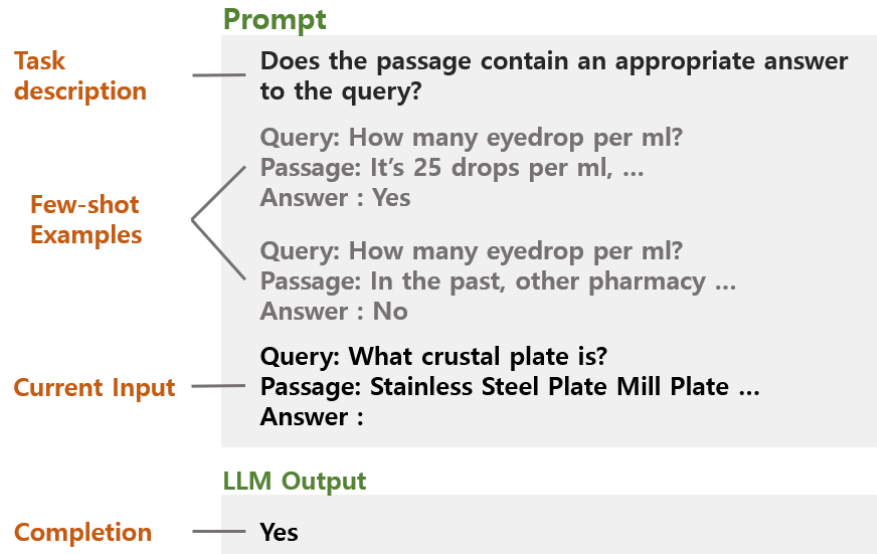 Prompt
Task
description
Does the passage contain an appropriate answer
to the query?
Few-shot
Examples
Query: How many eyedrop per ml?
Passage: It’s 25 drops per ml, ...
Answer : Yes
Query: How many eyedrop per ml?
Passage: In the past, other pharmacy ...
Answer : No
Current Input
Query: What crustal plate is?
Passage: Stainless Steel Plate Mill Plate ...
Answer :
LLM Output
Completion
Yes